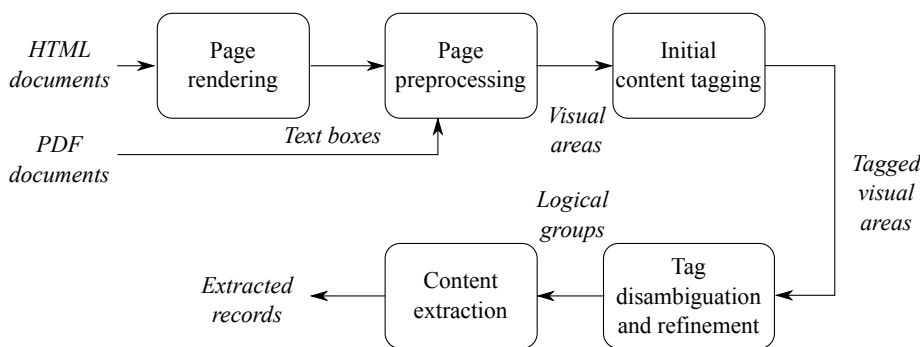 HTML
documents
Page
rendering
Page
preprocessing
Initial
content tagging
Text boxes
Visual
areas
PDF
documents
Tagged
visual
areas
Logical
groups
Tag
disambiguation
and refinement
Content
extraction
Extracted
records